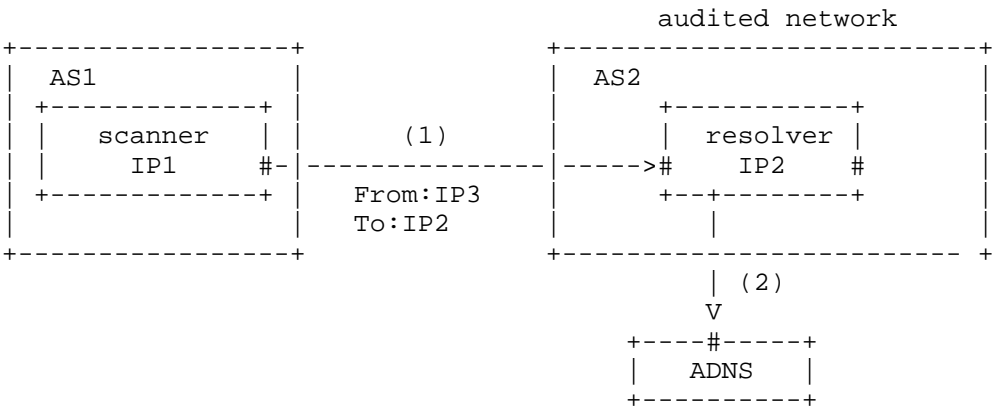 audited network
AS1 AS2
scanner (1) resolver
IP1 IP2
From:IP3
To:IP2
(2)
ADNS